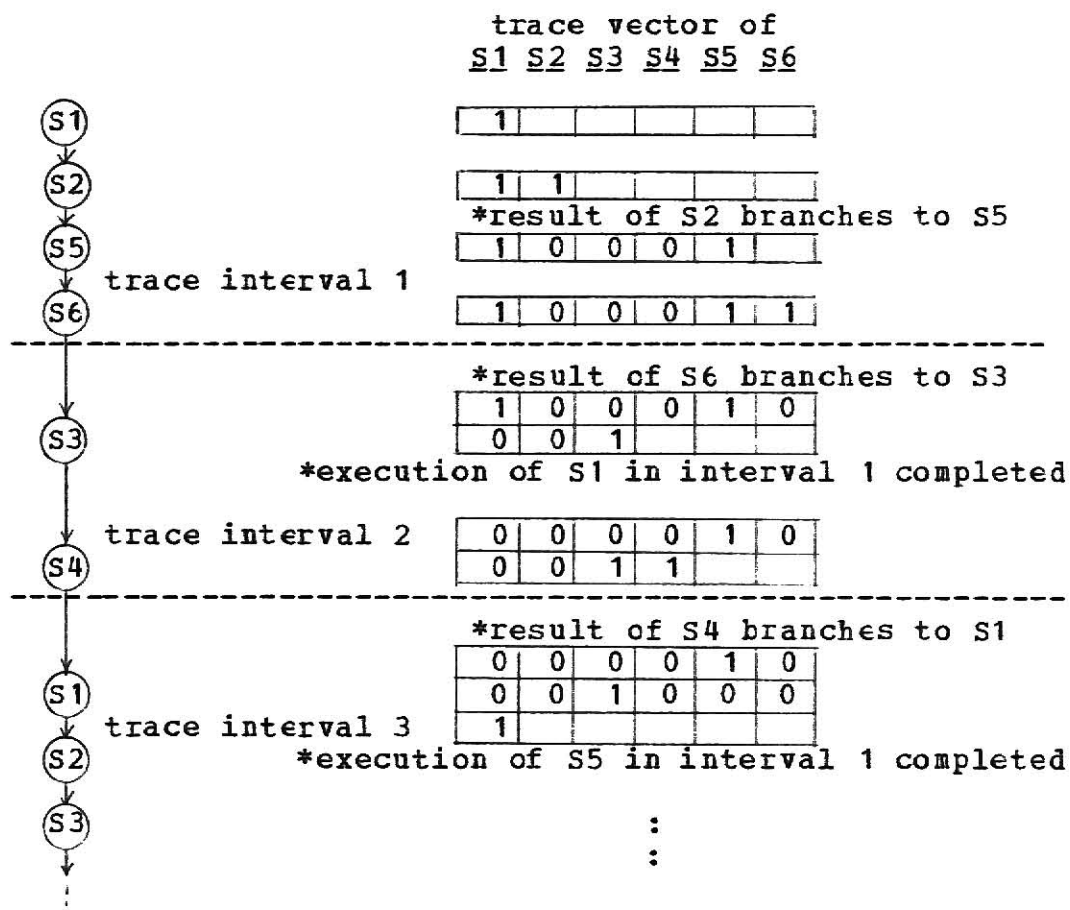 trace vector of
S1 S2 S3 S4 S5 S6
S1 1
S2 1 1
*result of S2 branches to S5
S5 1 0 0 0 1
trace interval 1
S6 1 0 0 0 1 1
*result of S6 branches to S3
1 0 0 0 1 0
S3 0 0 1
*execution of S1 in interval 1 completed
trace interval 2 0 0 0 0 1 0
S4 0 0 1 1
*result of S4 branches to S1
0 0 0 0 1 0
S1 0 0 1 0 0 0
trace interval 3 1
S2 *execution of S5 in interval 1 completed
S3 :
: